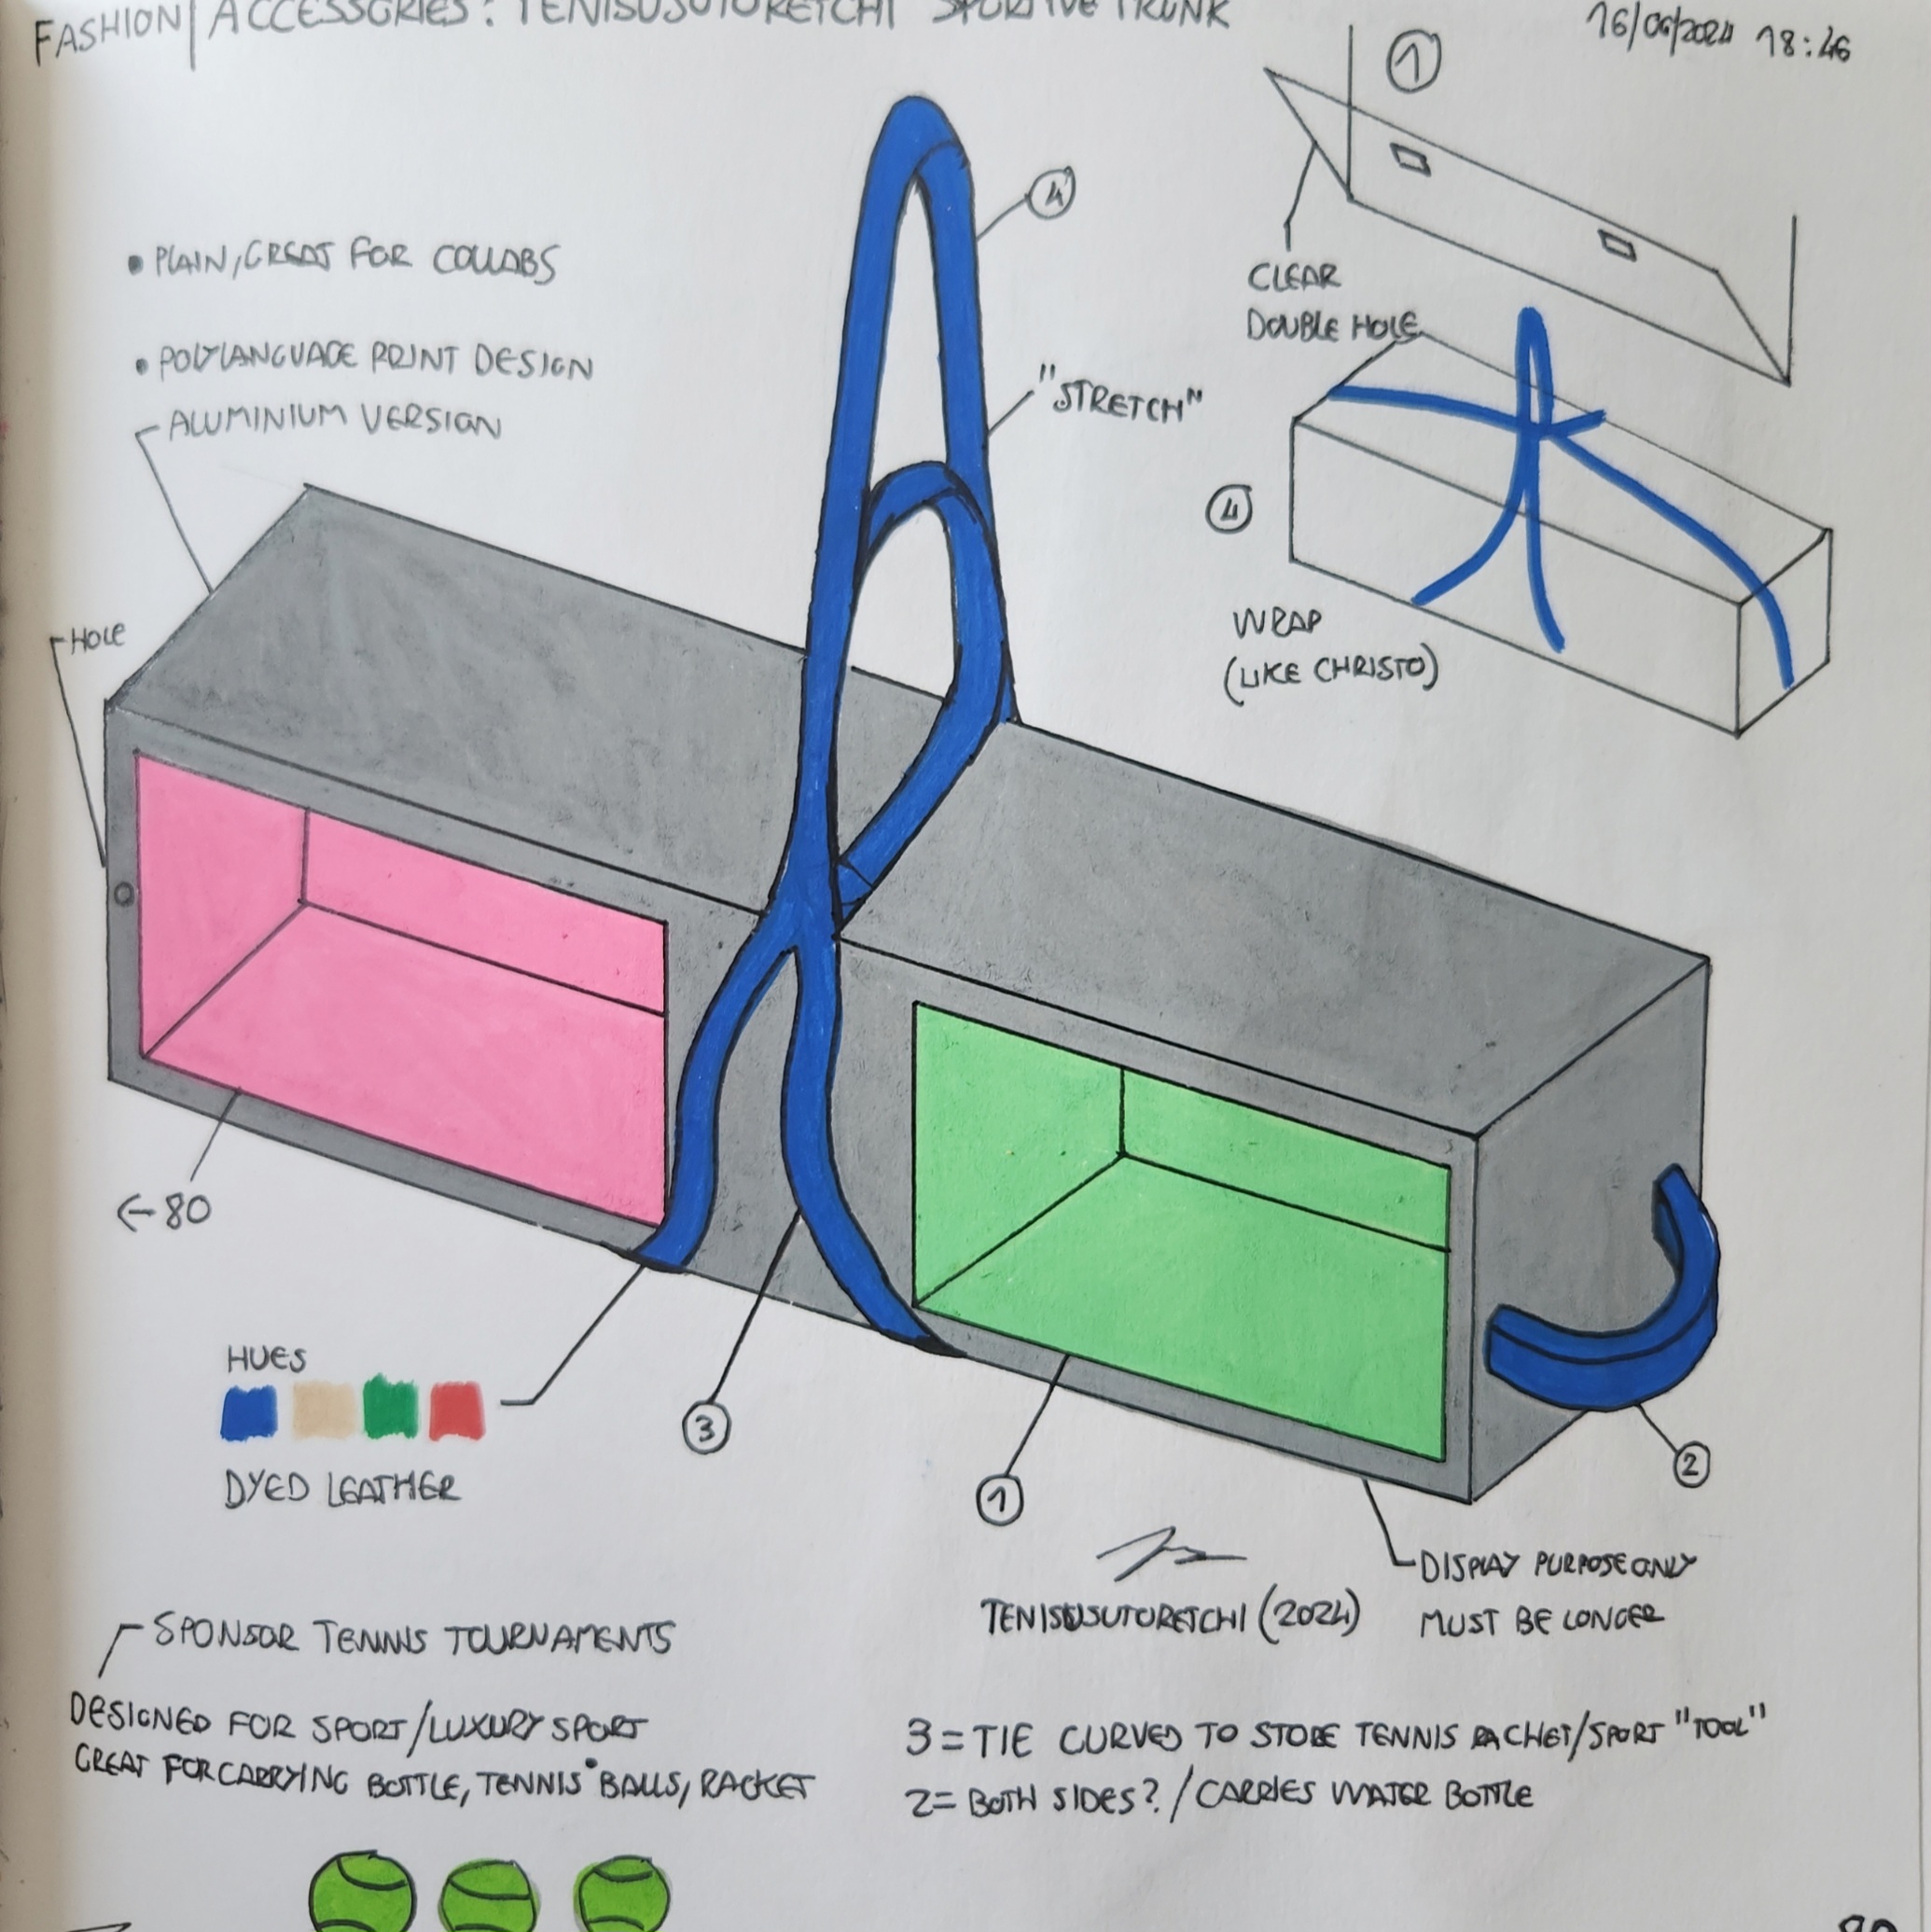 FASHION/ACCESSORIES: TENISUSUTORETCHI SPORTIVE TRUNK
16/06/2024 18:46
1
4
• PLAIN, GREAT FOR COLLABS
CLEAR
DOUBLE HOLE
• POLYLANGUAGE PRINT DESIGN
"STRETCH"
ALUMINIUM VERSION
4
HOLE
WRAP
(LIKE CHRISTO)
←80
HUES
3
2
DYED LEATHER
1
DISPLAY PURPOSE ONLY
MUST BE LONGER
TENISUSUTORETCHI (2024)
SPONSOR TENNIS TOURNAMENTS
DESIGNED FOR SPORT/LUXURY SPORT
GREAT FOR CARRYING BOTTLE, TENNIS BALLS, RACKET
3=TIE CURVED TO STORE TENNIS RACHET/SPORT "TOOL"
2= BOTH SIDES?/CARRIES WATER BOTTLE